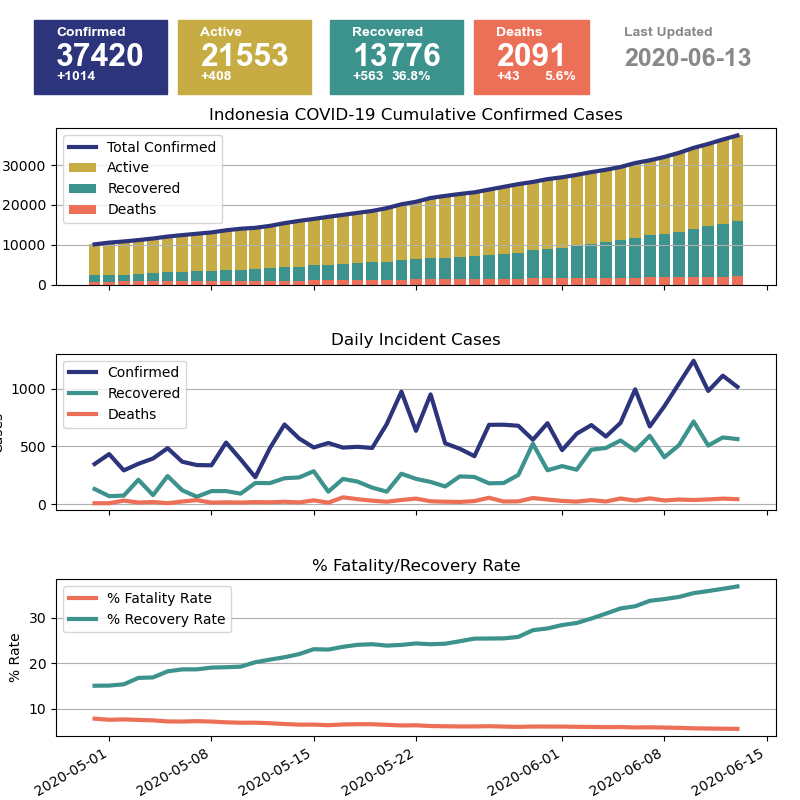 Confirmed
37420
+1014
Active
21553
+408
Recovered
13776
+563 36.8%
Deaths
2091
+43 5.6%
Last Updated
2020-06-13
Indonesia COVID-19 Cumulative Confirmed Cases
Total Confirmed
Active
Recovered
Deaths
30000
20000
10000
0
Daily Incident Cases
Confirmed
Recovered
Deaths
1000
500
0
Cases
% Fatality/Recovery Rate
% Fatality Rate
% Recovery Rate
30
20
10
% Rate
2020-05-01
2020-05-08
2020-05-15
2020-05-22
2020-06-01
2020-06-08
2020-06-15